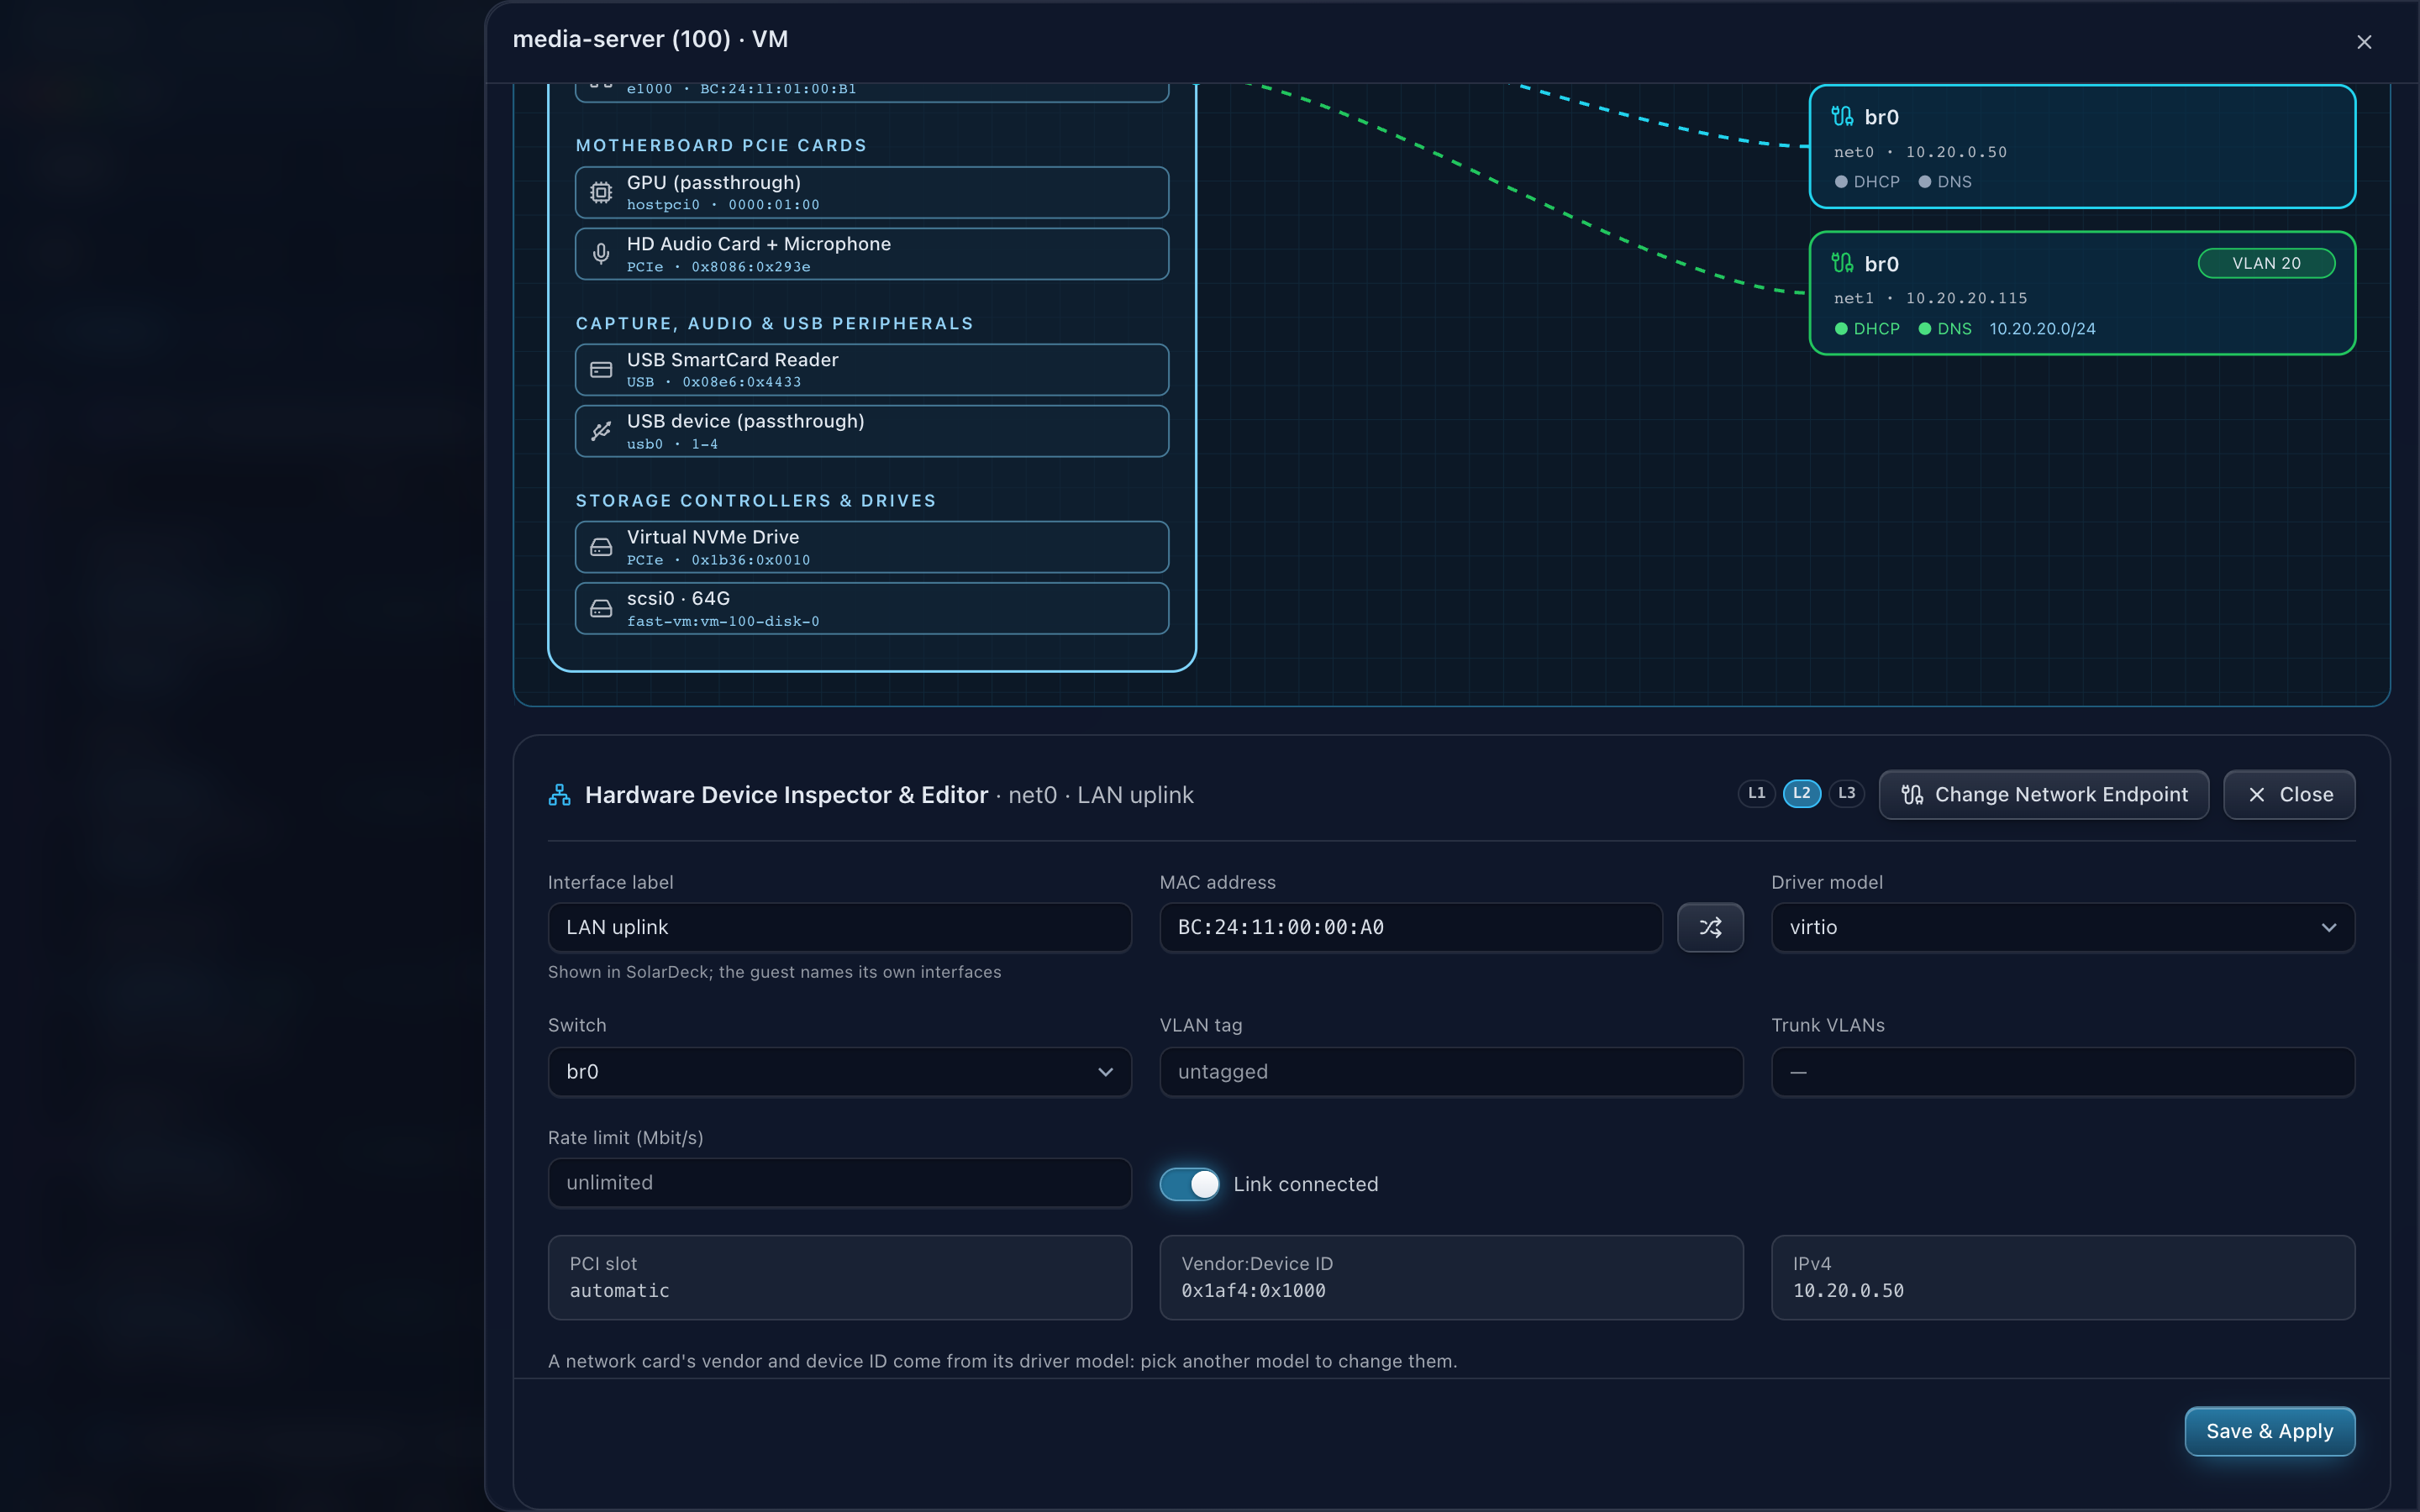 media-server (100) · VM
e1000 · BC:24:11:01:00:B1
MOTHERBOARD PCIE CARDS
GPU (passthrough)
hostpci0 · 0000:01:00
HD Audio Card + Microphone
PCIe · 0x8086:0x293e
CAPTURE, AUDIO & USB PERIPHERALS
USB SmartCard Reader
USB · 0x08e6:0x4433
USB device (passthrough)
usb0 · 1-4
STORAGE CONTROLLERS & DRIVES
Virtual NVMe Drive
PCIe · 0x1b36:0x0010
scsi0 · 64G
fast-vm:vm-100-disk-0
br0
net0 · 10.20.0.50
DHCP DNS
br0 VLAN 20
net1 · 10.20.20.115
DHCP DNS 10.20.20.0/24
Hardware Device Inspector & Editor · net0 · LAN uplink
L1 L2 L3 Change Network Endpoint Close
Interface label
LAN uplink
Shown in SolarDeck; the guest names its own interfaces
MAC address
BC:24:11:00:00:A0
Driver model
virtio
Switch
br0
VLAN tag
untagged
Trunk VLANs
—
Rate limit (Mbit/s)
unlimited
Link connected
PCI slot
automatic
Vendor:Device ID
0x1af4:0x1000
IPv4
10.20.0.50
A network card's vendor and device ID come from its driver model: pick another model to change them.
Save & Apply